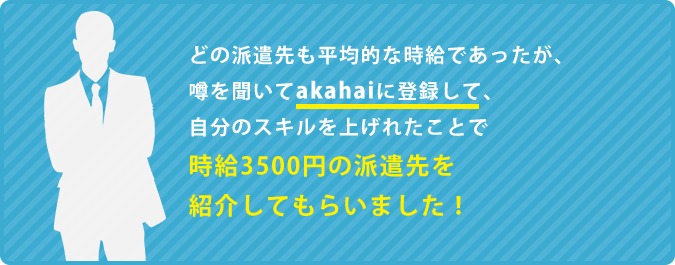 どの派遣先も平均的な時給であったが、
噂を聞いてakahaiに登録して、
自分のスキルを上げれたことで
時給3500円の派遣先を
紹介してもらいました！